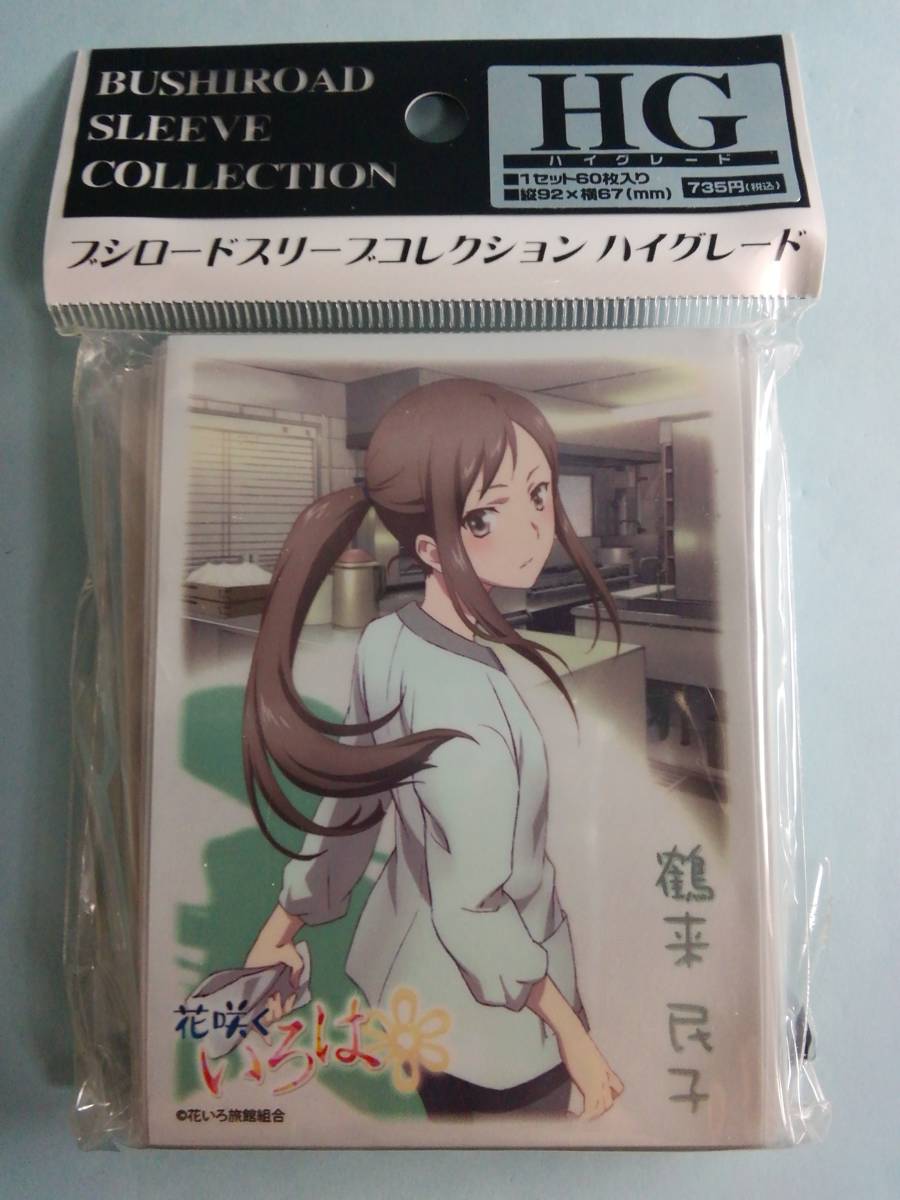 BUSHIROAD
SLEEVE
COLLECTION
HG
ハイグレード
■1セット60枚入り
■縦92×横67(mm)
735円(税込)
ブシロードスリーブコレクション ハイグレード
鶴来 民子
花咲く
いろは
©花いろ旅館組合